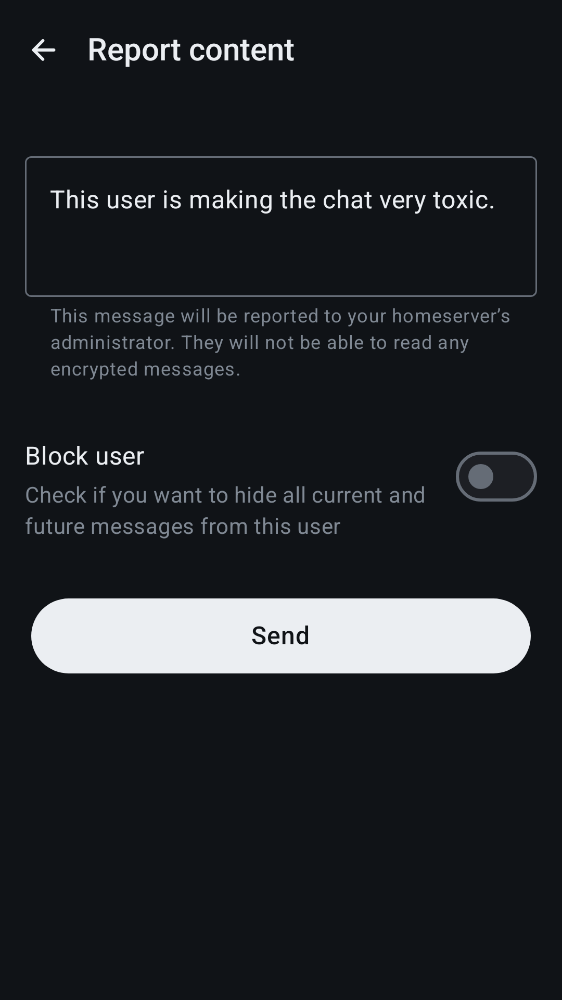 Report content
This user is making the chat very toxic.
This message will be reported to your homeserver’s
administrator. They will not be able to read any
encrypted messages.
Block user
Check if you want to hide all current and
future messages from this user
Send